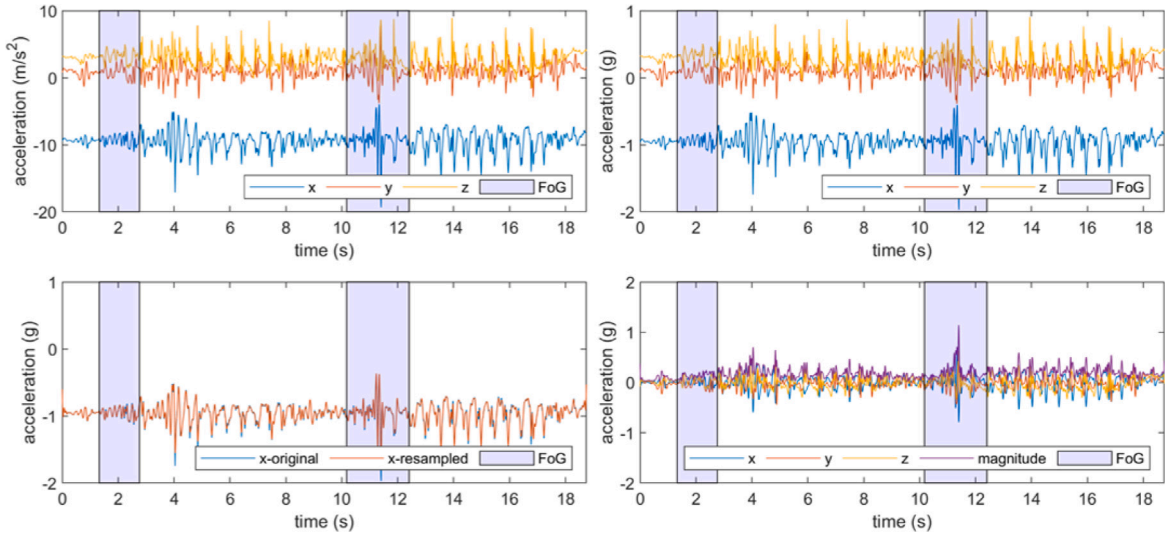 10
5
0
-10
-20
acceleration (m/s²)
x y z FoG
0 2 4 6 8 10 12 14 16 18
time (s)
1
0
-1
-2
acceleration (g)
x y z FoG
0 2 4 6 8 10 12 14 16 18
time (s)
1
0
-1
-2
acceleration (g)
x-original x-resampled FoG
0 2 4 6 8 10 12 14 16 18
time (s)
2
1
0
-1
-2
acceleration (g)
x y z magnitude FoG
0 2 4 6 8 10 12 14 16 18
time (s)